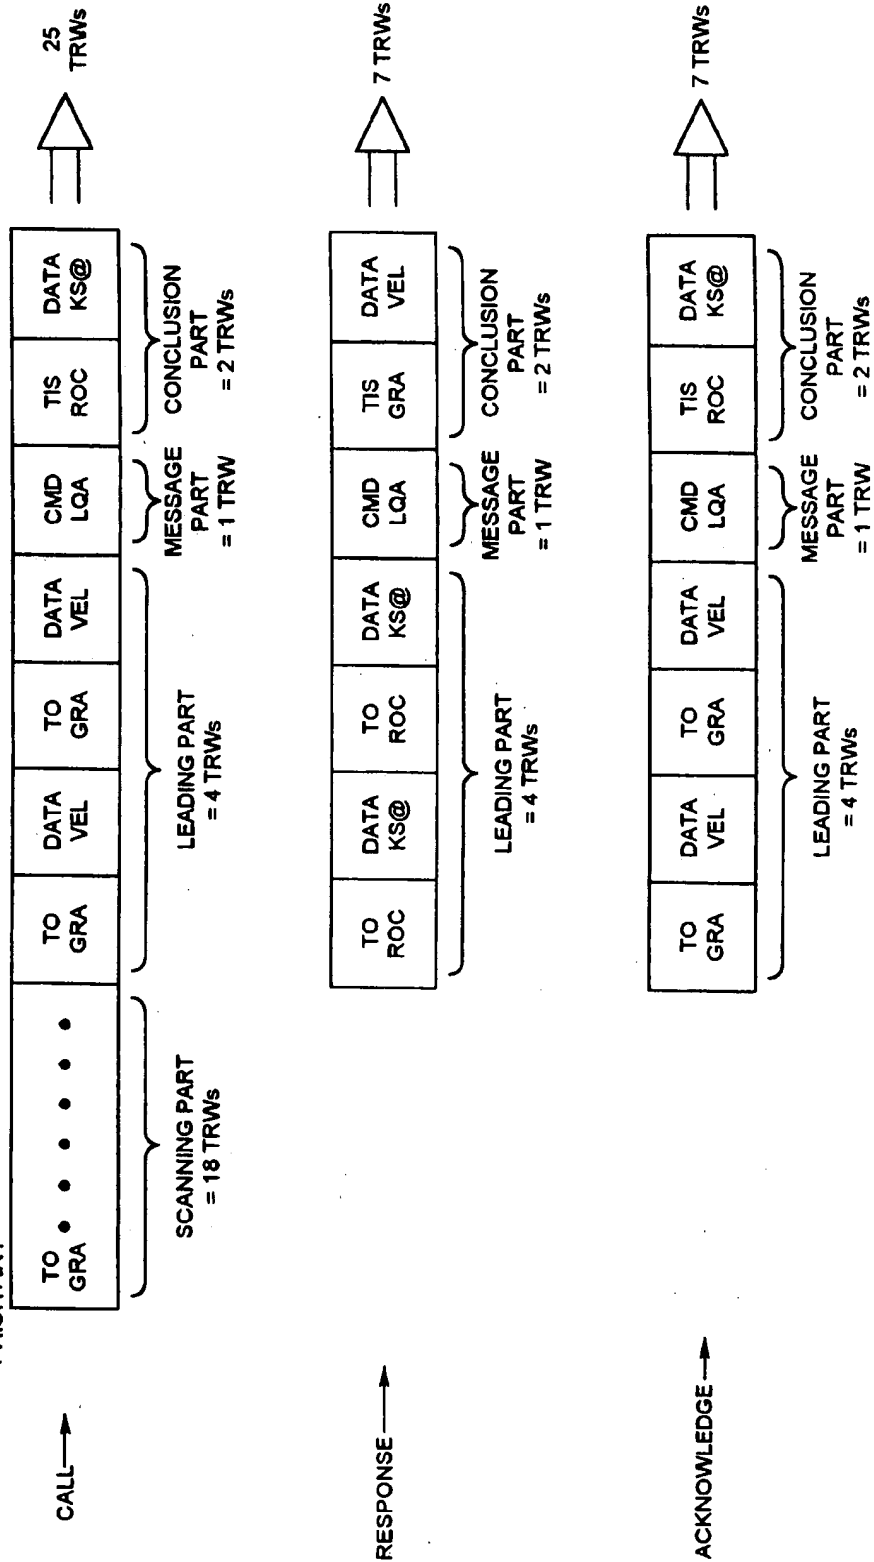 CALL
TO
GRA
TO
GRA
DATA
VEL
TO
GRA
DATA
VEL
CMD
LQA
TIS
ROC
DATA
KS@
25
TRWs
SCANNING PART
= 18 TRWs
LEADING PART
= 4 TRWs
MESSAGE
PART
= 1 TRW
CONCLUSION
PART
= 2 TRWs
RESPONSE
TO
ROC
DATA
KS@
TO
ROC
DATA
KS@
CMD
LQA
TIS
GRA
DATA
VEL
7 TRWs
LEADING PART
= 4 TRWs
MESSAGE
PART
= 1 TRW
CONCLUSION
PART
= 2 TRWs
ACKNOWLEDGE
TO
GRA
DATA
VEL
TO
GRA
DATA
VEL
CMD
LQA
TIS
ROC
DATA
KS@
7 TRWs
LEADING PART
= 4 TRWs
MESSAGE
PART
= 1 TRW
CONCLUSION
PART
= 2 TRWs